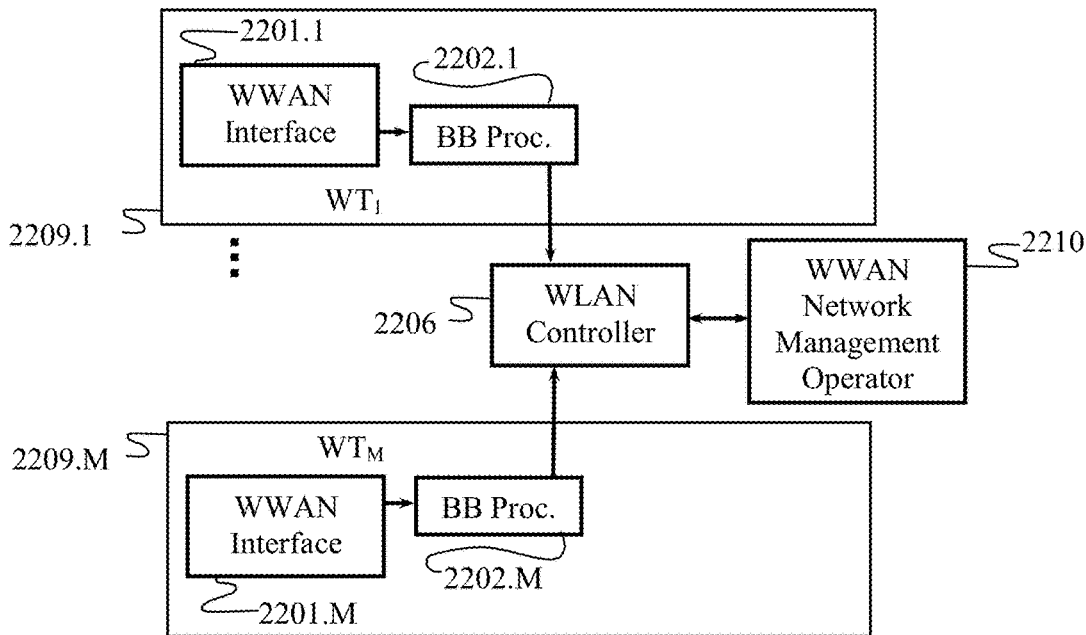 2201.1
2202.1
WWAN
Interface
BB Proc.
WT1
2209.1
2210
WLAN
Controller
2206
WWAN
Network
Management
Operator
2209.M
WTM
WWAN
Interface
BB Proc.
2202.M
2201.M